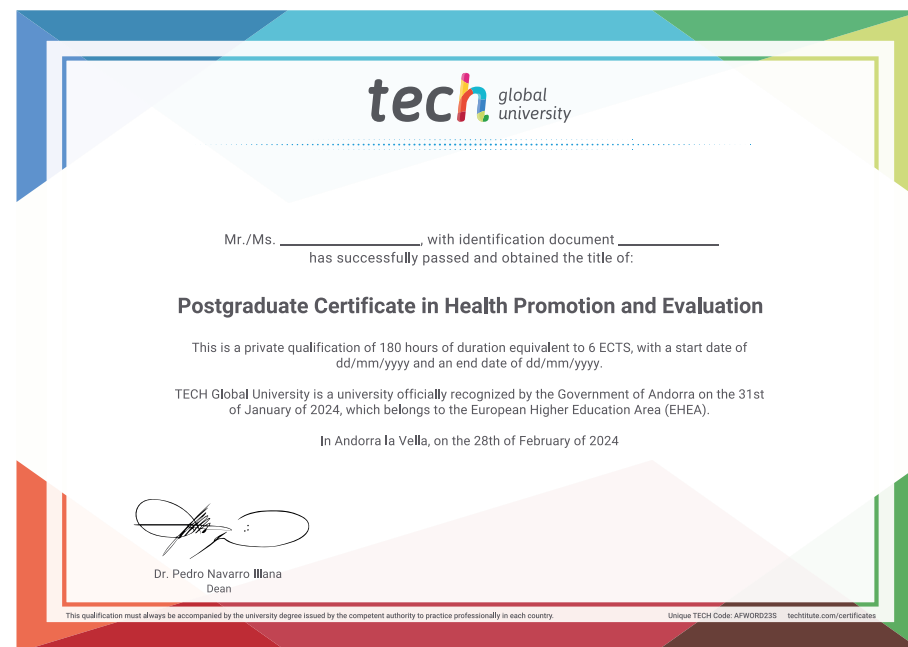 tech global university
Mr./Ms. ____________, with identification document ____________
has successfully passed and obtained the title of:
Postgraduate Certificate in Health Promotion and Evaluation
This is a private qualification of 180 hours of duration equivalent to 6 ECTS, with a start date of
dd/mm/yyyy and an end date of dd/mm/yyyy.
TECH Global University is a university officially recognized by the Government of Andorra on the 31st
of January of 2024, which belongs to the European Higher Education Area (EHEA).
In Andorra la Vella, on the 28th of February of 2024
Dr. Pedro Navarro Illana
Dean
This qualification must always be accompanied by the university degree issued by the competent authority to practice professionally in each country.
Unique TECH Code: AFWORD23S techtitute.com/certificates